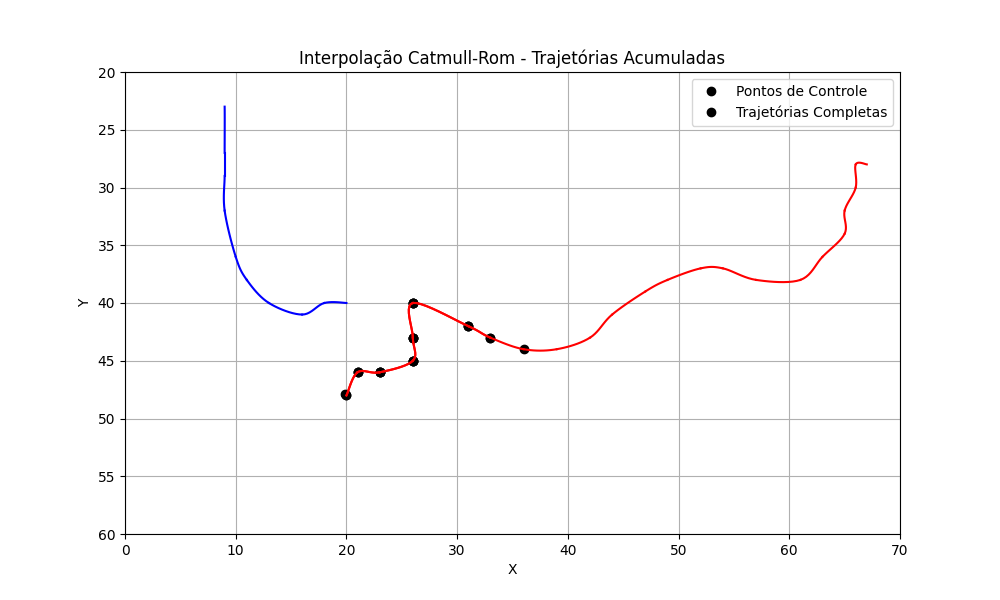 Interpolação Catmull-Rom - Trajetórias Acumuladas
Pontos de Controle
Trajetórias Completas
20
25
30
35
40
45
50
55
60
Y
0 10 20 30 40 50 60 70
X